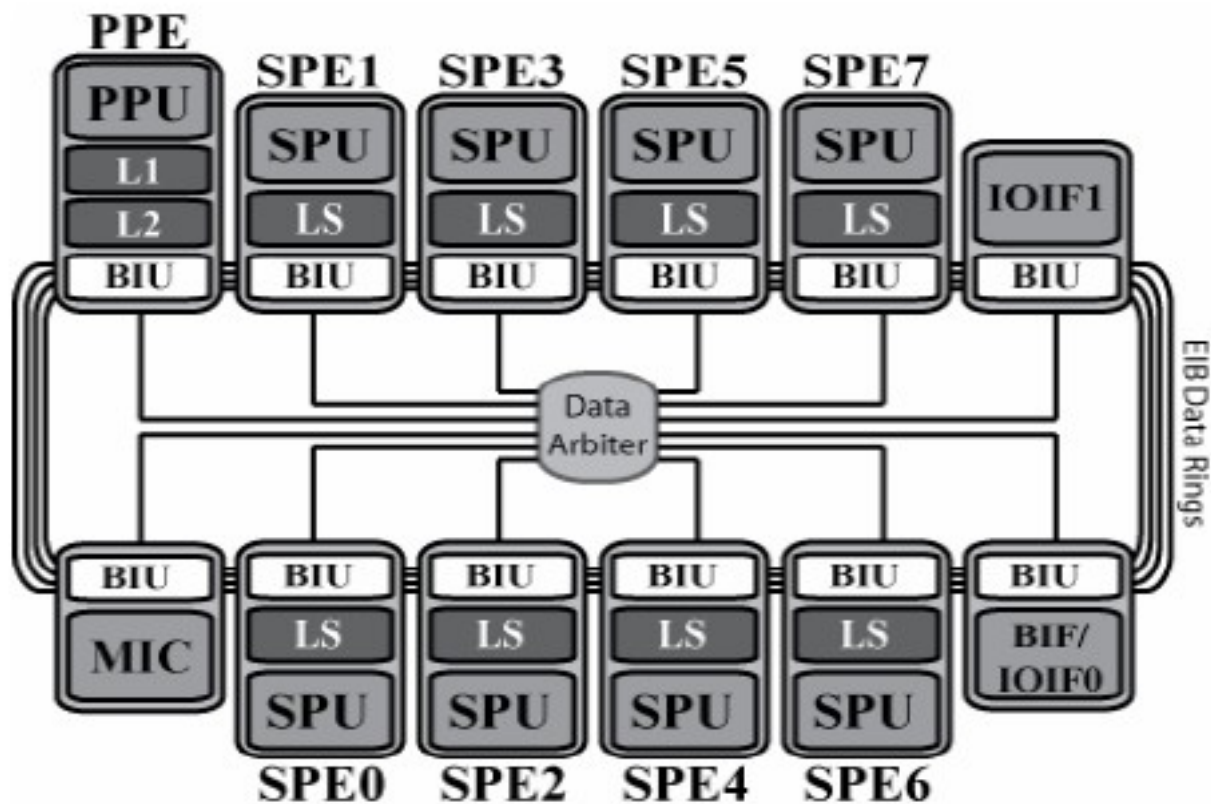 PPE
SPE1 SPE3 SPE5 SPE7
PPU
SPU SPU SPU SPU
L1
IOIF1
L2
LS LS LS LS
BIU BIU BIU BIU BIU BIU
Data
Arbiter
EIB Data Rings
BIU BIU BIU BIU BIU BIU
MIC
LS LS LS LS
BIF/
IOIF0
SPU SPU SPU SPU
SPE0 SPE2 SPE4 SPE6